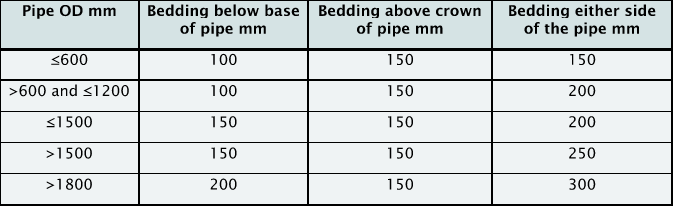 Pipe OD mm Bedding below base of pipe mm Bedding above crown of pipe mm Bedding either side of the pipe mm
≤600 100 150 150
>600 and ≤1200 100 150 200
≤1500 150 150 200
>1500 150 150 250
>1800 200 150 300